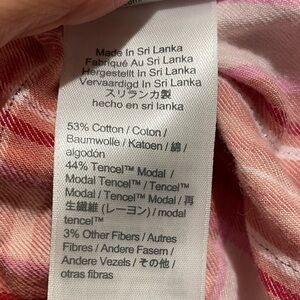 Made In Sri Lanka
Fabriqué Au Sri Lanka
Hergestellt In Sri Lanka
Vervaardigd In Sri Lanka
スリランカ製
hecho en sri lanka
53% Cotton / Coton /
Baumwolle / Katoen / 綿 /
algodón
44% Tencel™ Modal /
Modal Tencel™ / Tencel™
Modal / Tencel™ Modal / 再
生繊維 (レーヨン) / modal
tencel™
3% Other Fibers / Autres
Fibres / Andere Fasern /
Andere Vezels / その他 /
otras fibras